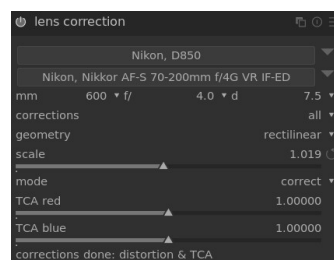 lens correction
Nikon, D850
Nikon, Nikkor AF-S 70-200mm f/4G VR IF-ED
mm 600 f/ 4.0 d 7.5
corrections all
geometry rectilinear
scale 1.019
mode correct
TCA red 1.00000
TCA blue 1.00000
corrections done: distortion & TCA